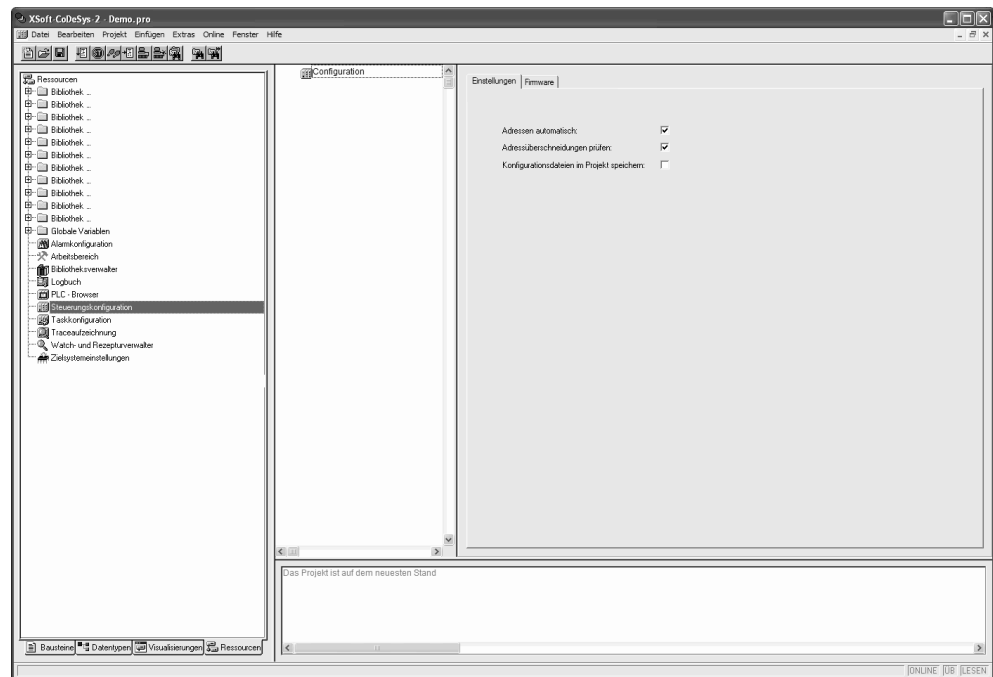 XSoft-CoDeSys-2 - Demo.pro
Datei Bearbeiten Projekt Einfügen Extras Online Fenster Hilfe
Ressourcen
Bibliothek ..
Bibliothek ..
Bibliothek ..
Bibliothek ..
Bibliothek ..
Bibliothek ..
Bibliothek ..
Bibliothek ..
Bibliothek ..
Bibliothek ..
Bibliothek ..
Globale Variablen
Alarmkonfiguration
Arbeitsbereich
Bibliotheksverwalter
Logbuch
PLC - Browser
Steuerungskonfiguration
Taskkonfiguration
Traceaufzeichnung
Watch- und Rezepturverwalter
Zielsystemeinstellungen
Bausteine Datentypen Visualisierungen Ressourcen
Configuration
Einstellungen Firmware
Adressen automatisch:
Adressüberschneidungen prüfen:
Konfigurationsdateien im Projekt speichern:
Das Projekt ist auf dem neuesten Stand
ONLINE ÜB LESEN